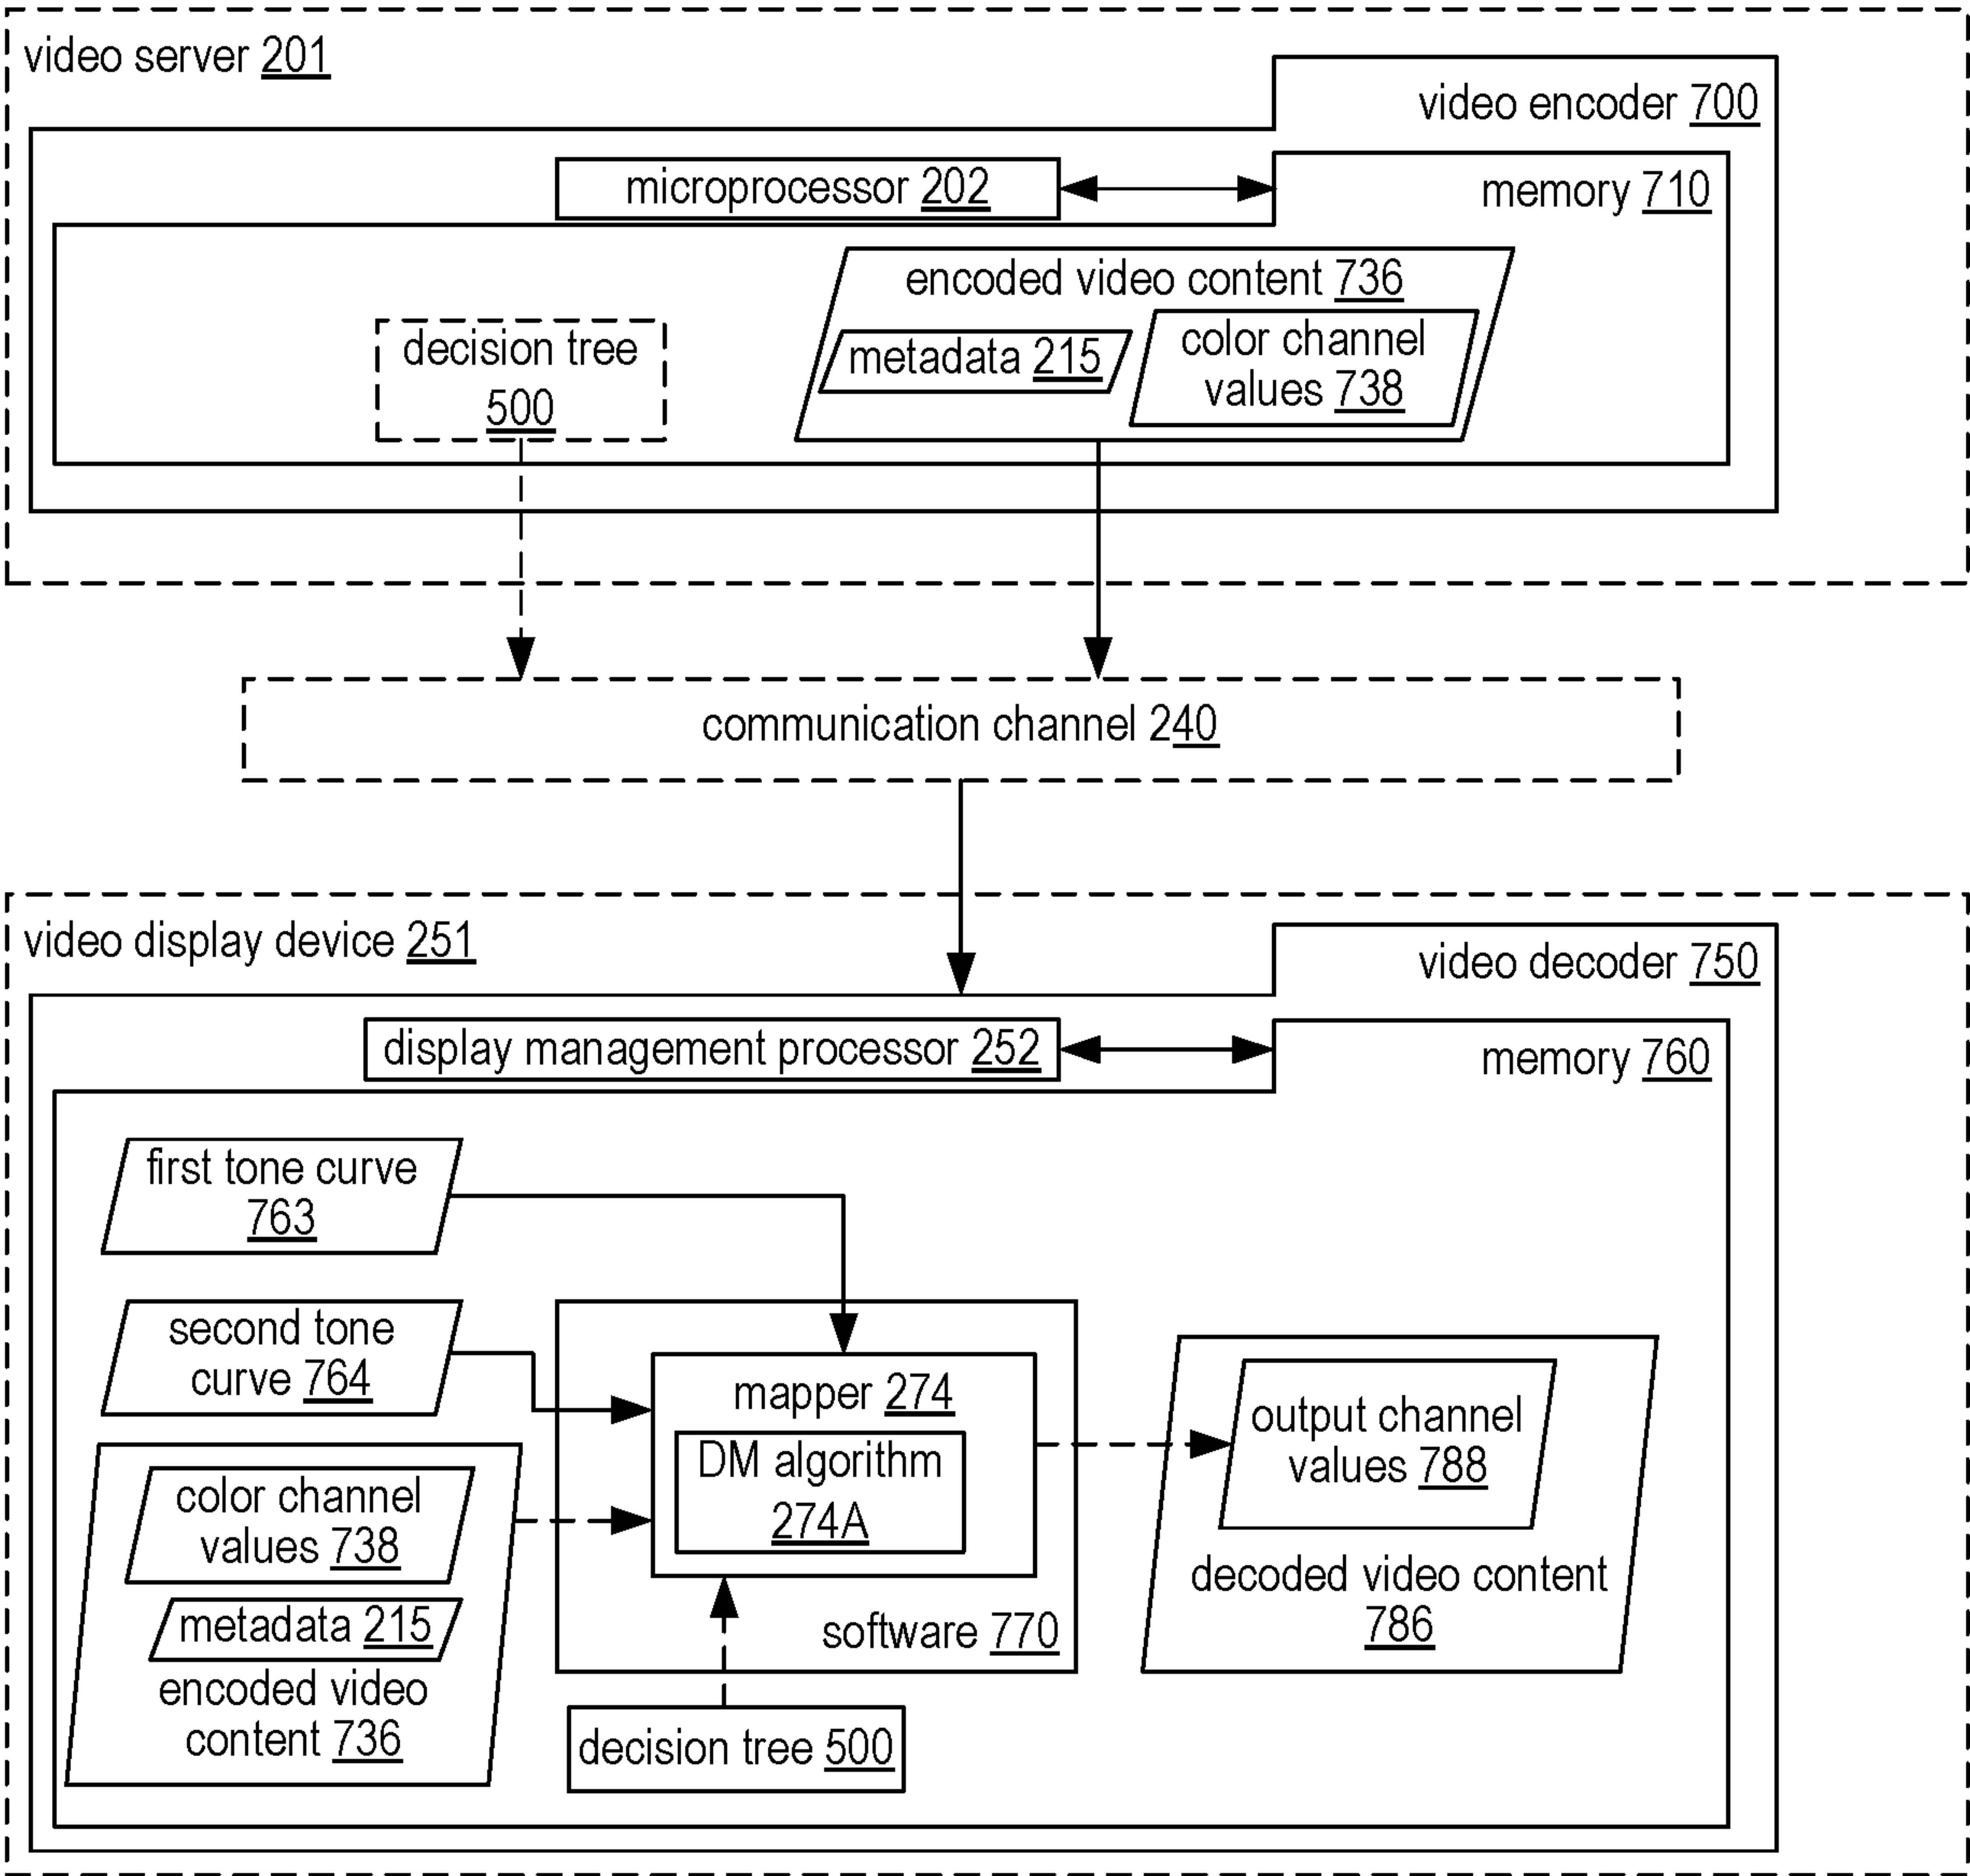 video server 201
video encoder 700
microprocessor 202
memory 710
encoded video content 736
decision tree
500
metadata 215
color channel
values 738
communication channel 240
video display device 251
video decoder 750
display management processor 252
memory 760
first tone curve
763
second tone
curve 764
mapper 274
DM algorithm
274A
software 770
color channel
values 738
metadata 215
encoded video
content 736
decision tree 500
output channel
values 788
decoded video content
786